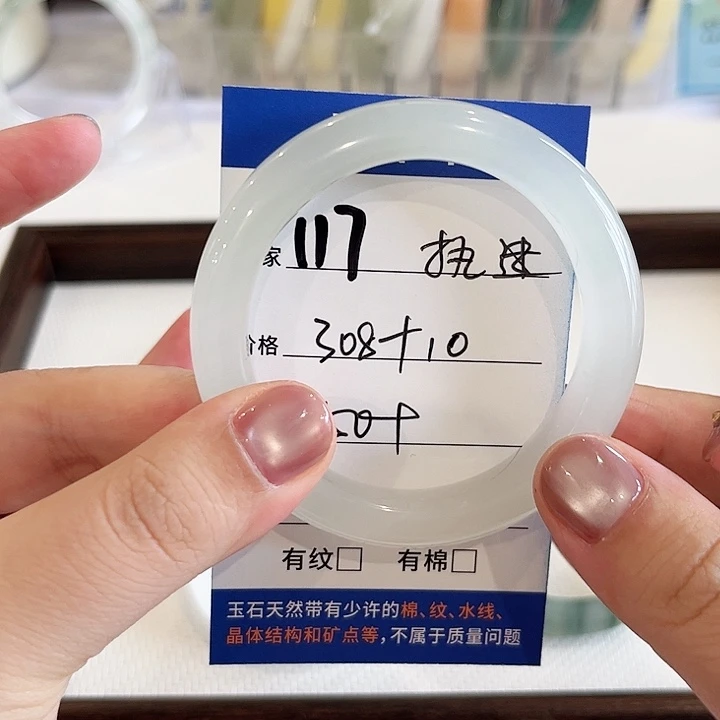 家 117 执迷
价格 308+10
有纹□ 有棉□
玉石天然带有少许的棉、纹、水线、
晶体结构和矿点等，不属于质量问题